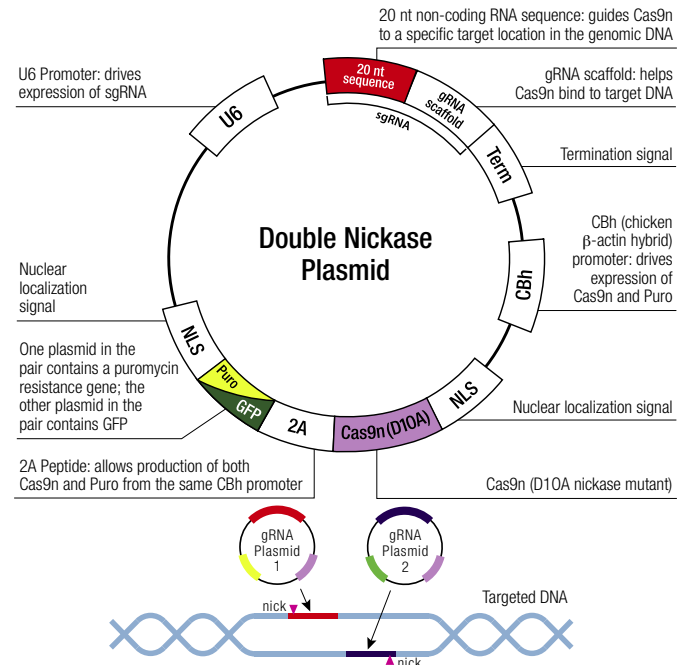 20 nt non-coding RNA sequence: guides Cas9n
to a specific target location in the genomic DNA
U6 Promoter: drives
expression of sgRNA
gRNA scaffold: helps
Cas9n bind to target DNA
Termination signal
CBh (chicken
β-actin hybrid)
promoter: drives
expression of
Cas9n and Puro
Nuclear
localization
signal
One plasmid in the
pair contains a puromycin
resistance gene; the
other plasmid in the
pair contains GFP
Nuclear localization signal
2A Peptide: allows production of both
Cas9n and Puro from the same CBh promoter
Cas9n (D10A nickase mutant)
U6
20 nt
sequence
gRNA
scaffold
sgRNA
Term
CBh
NLS
Cas9n (D10A)
2A
GFP
Puro
NLS
Double Nickase
Plasmid
gRNA
Plasmid
1
gRNA
Plasmid
2
nick
Targeted DNA
nick